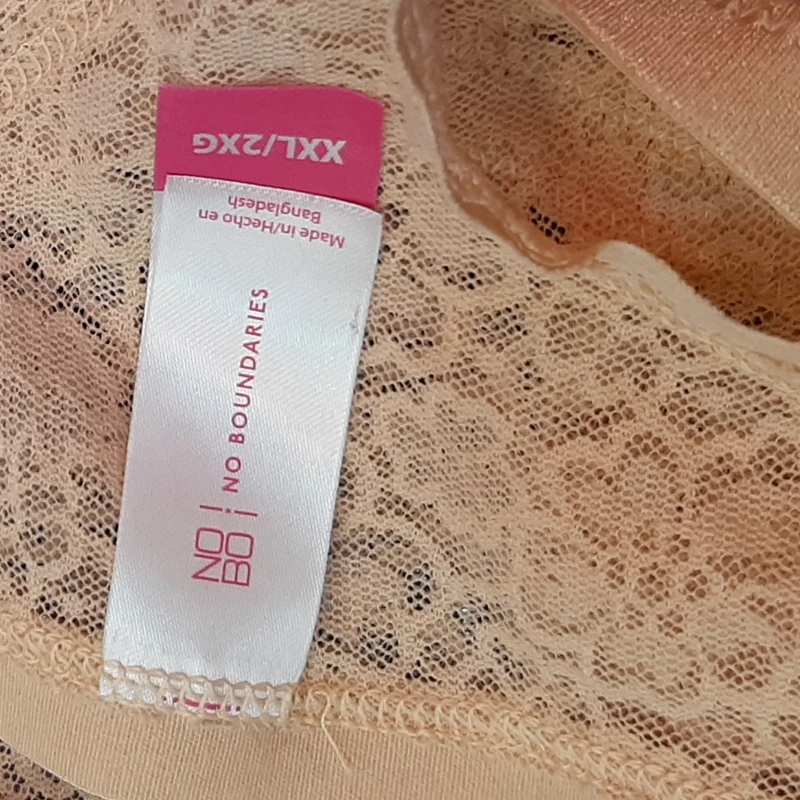 XXL/2XG
Made in/Hecho en
Bangladesh
NO
BO
NO BOUNDARIES